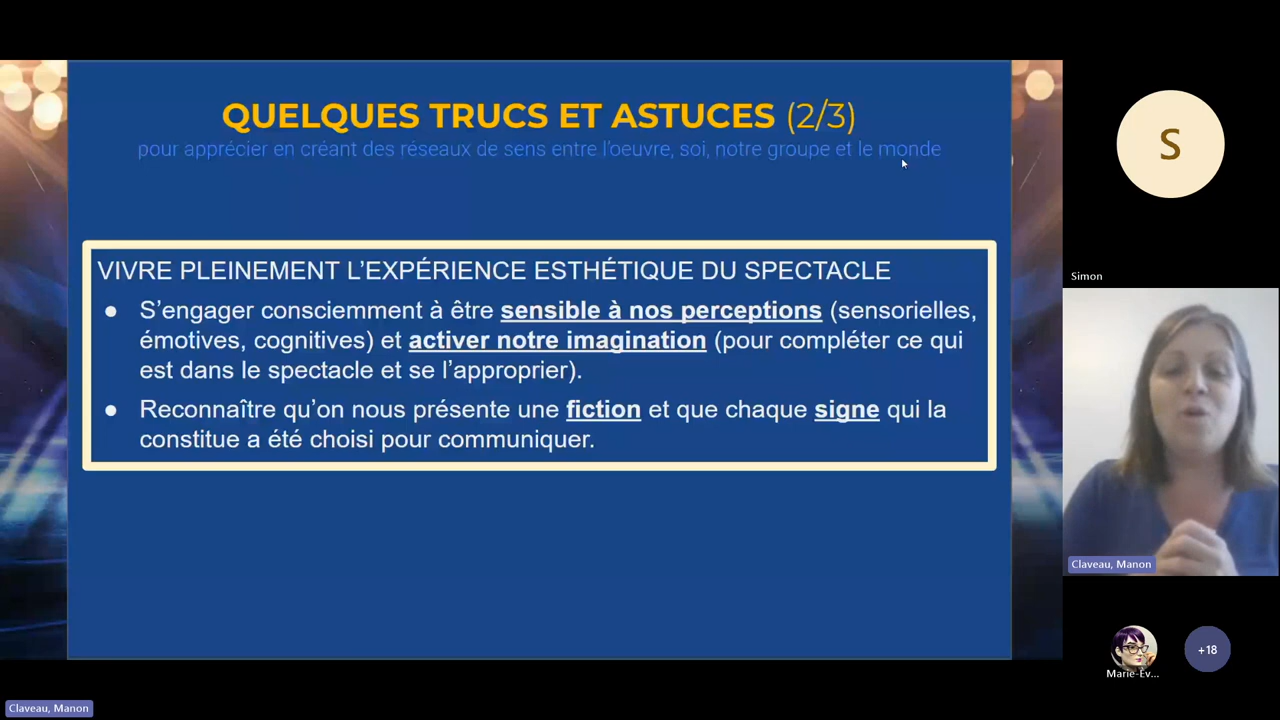 QUELQUES TRUCS ET ASTUCES (2/3)
pour apprécier en créant des réseaux de sens entre l'oeuvre, soi, notre groupe et le monde
VIVRE PLEINEMENT L'EXPÉRIENCE ESTHÉTIQUE DU SPECTACLE
● S'engager consciemment à être sensible à nos perceptions (sensorielles,
émotives, cognitives) et activer notre imagination (pour compléter ce qui
est dans le spectacle et se l'approprier).
● Reconnaître qu'on nous présente une fiction et que chaque signe qui la
constitue a été choisi pour communiquer.
S
Simon
Claveau, Manon
+18
Marie-Èv...
Claveau, Manon